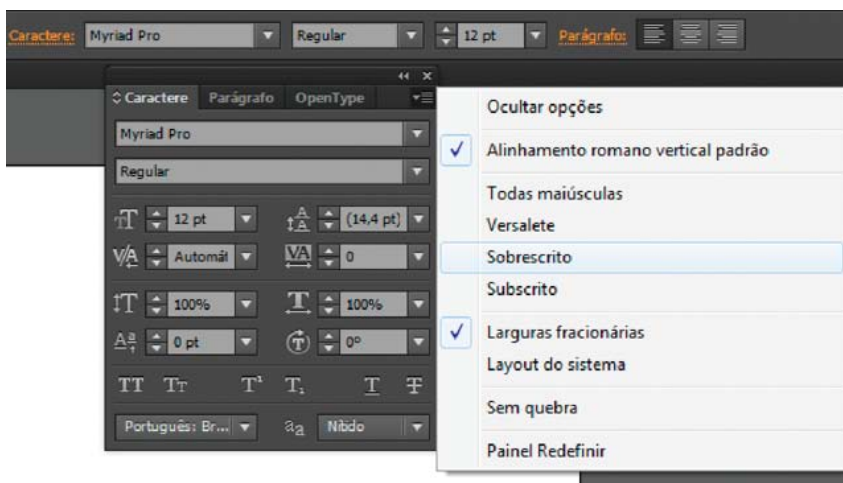 Caractere: Myriad Pro Regular 12 pt Parágrafo:
Caractere Parágrafo OpenType
Myriad Pro
Regular
12 pt (14,4 pt)
Automát 0
100% 100%
0 pt 0°
Português: Br... Nítido
Ocultar opções
Alinhamento romano vertical padrão
Todas maiúsculas
Versalete
Sobrescrito
Subscrito
Larguras fracionárias
Layout do sistema
Sem quebra
Painel Redefinir